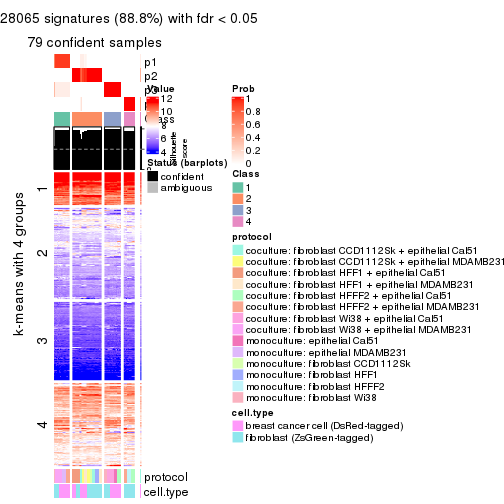 28065 signatures (88.8%) with fdr < 0.05
79 confident samples
p1
p2
p3
Value
12
10
8
6
4
Prob
1
0.8
0.6
0.4
0.2
0
Silhouette
score
Status (barplots)
confident
ambiguous
Class
1
2
3
4
k-means with 4 groups
1
2
3
4
protocol
coculture: fibroblast CCD1112Sk + epithelial Cal51
coculture: fibroblast CCD1112Sk + epithelial MDAMB231
coculture: fibroblast HFF1 + epithelial Cal51
coculture: fibroblast HFF1 + epithelial MDAMB231
coculture: fibroblast HFFF2 + epithelial Cal51
coculture: fibroblast HFFF2 + epithelial MDAMB231
coculture: fibroblast Wi38 + epithelial Cal51
coculture: fibroblast Wi38 + epithelial MDAMB231
monoculture: epithelial Cal51
monoculture: epithelial MDAMB231
monoculture: fibroblast CCD1112Sk
monoculture: fibroblast HFF1
monoculture: fibroblast HFFF2
monoculture: fibroblast Wi38
cell.type
breast cancer cell (DsRed-tagged)
fibroblast (ZsGreen-tagged)
protocol
cell.type